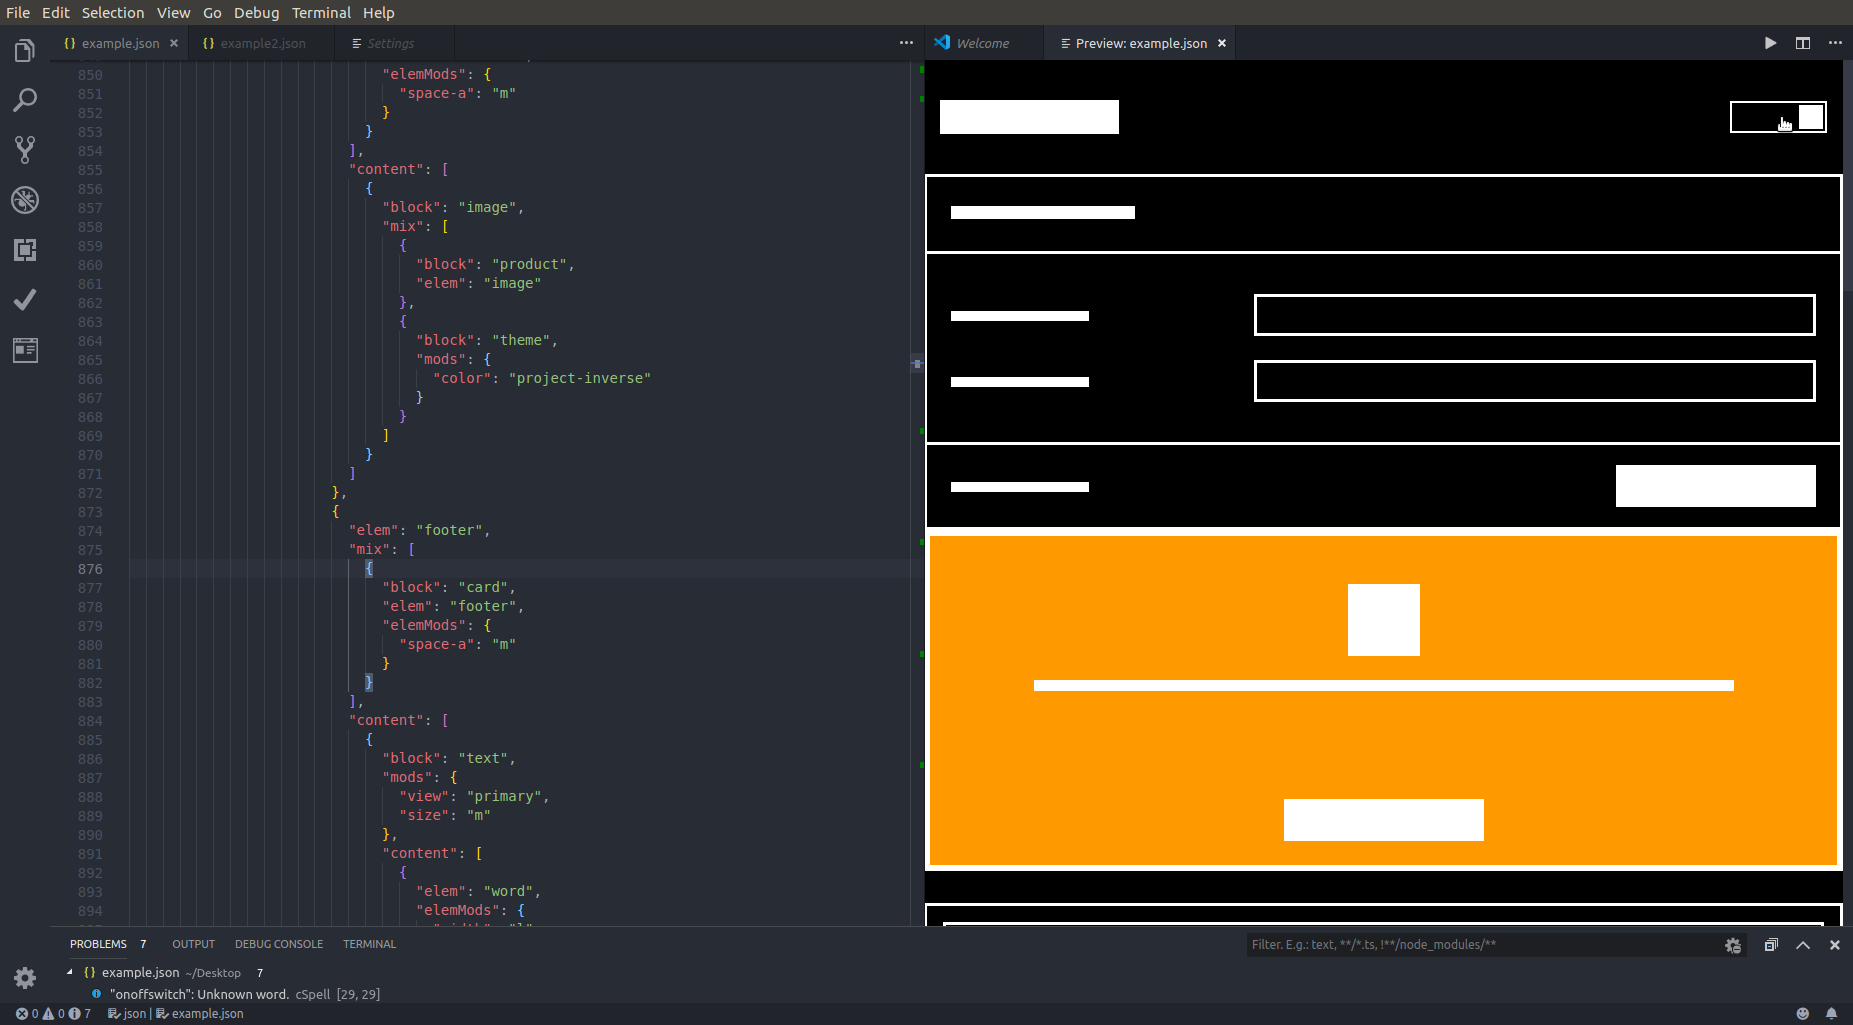 File Edit Selection View Go Debug Terminal Help
{} example.json × {} example2.json Settings ··· Welcome Preview: example.json × ···
850 "elemMods": {
851 "space-a": "m"
852 }
853 }
854 ],
855 "content": [
856 {
857 "block": "image",
858 "mix": [
859 {
860 "block": "product",
861 "elem": "image"
862 },
863 {
864 "block": "theme",
865 "mods": {
866 "color": "project-inverse"
867 }
868 }
869 ]
870 }
871 ]
872 },
873 {
874 "elem": "footer",
875 "mix": [
876 {
877 "block": "card",
878 "elem": "footer",
879 "elemMods": {
880 "space-a": "m"
881 }
882 }
883 ],
884 "content": [
885 {
886 "block": "text",
887 "mods": {
888 "view": "primary",
889 "size": "m"
890 },
891 "content": [
892 {
893 "elem": "word",
894 "elemMods": {
PROBLEMS 7 OUTPUT DEBUG CONSOLE TERMINAL Filter. E.g.: text, **/*.ts, !**/node_modules/**
{} example.json ~/Desktop 7
"onoffswitch": Unknown word. cSpell [29, 29]
0 0 7 json | example.json